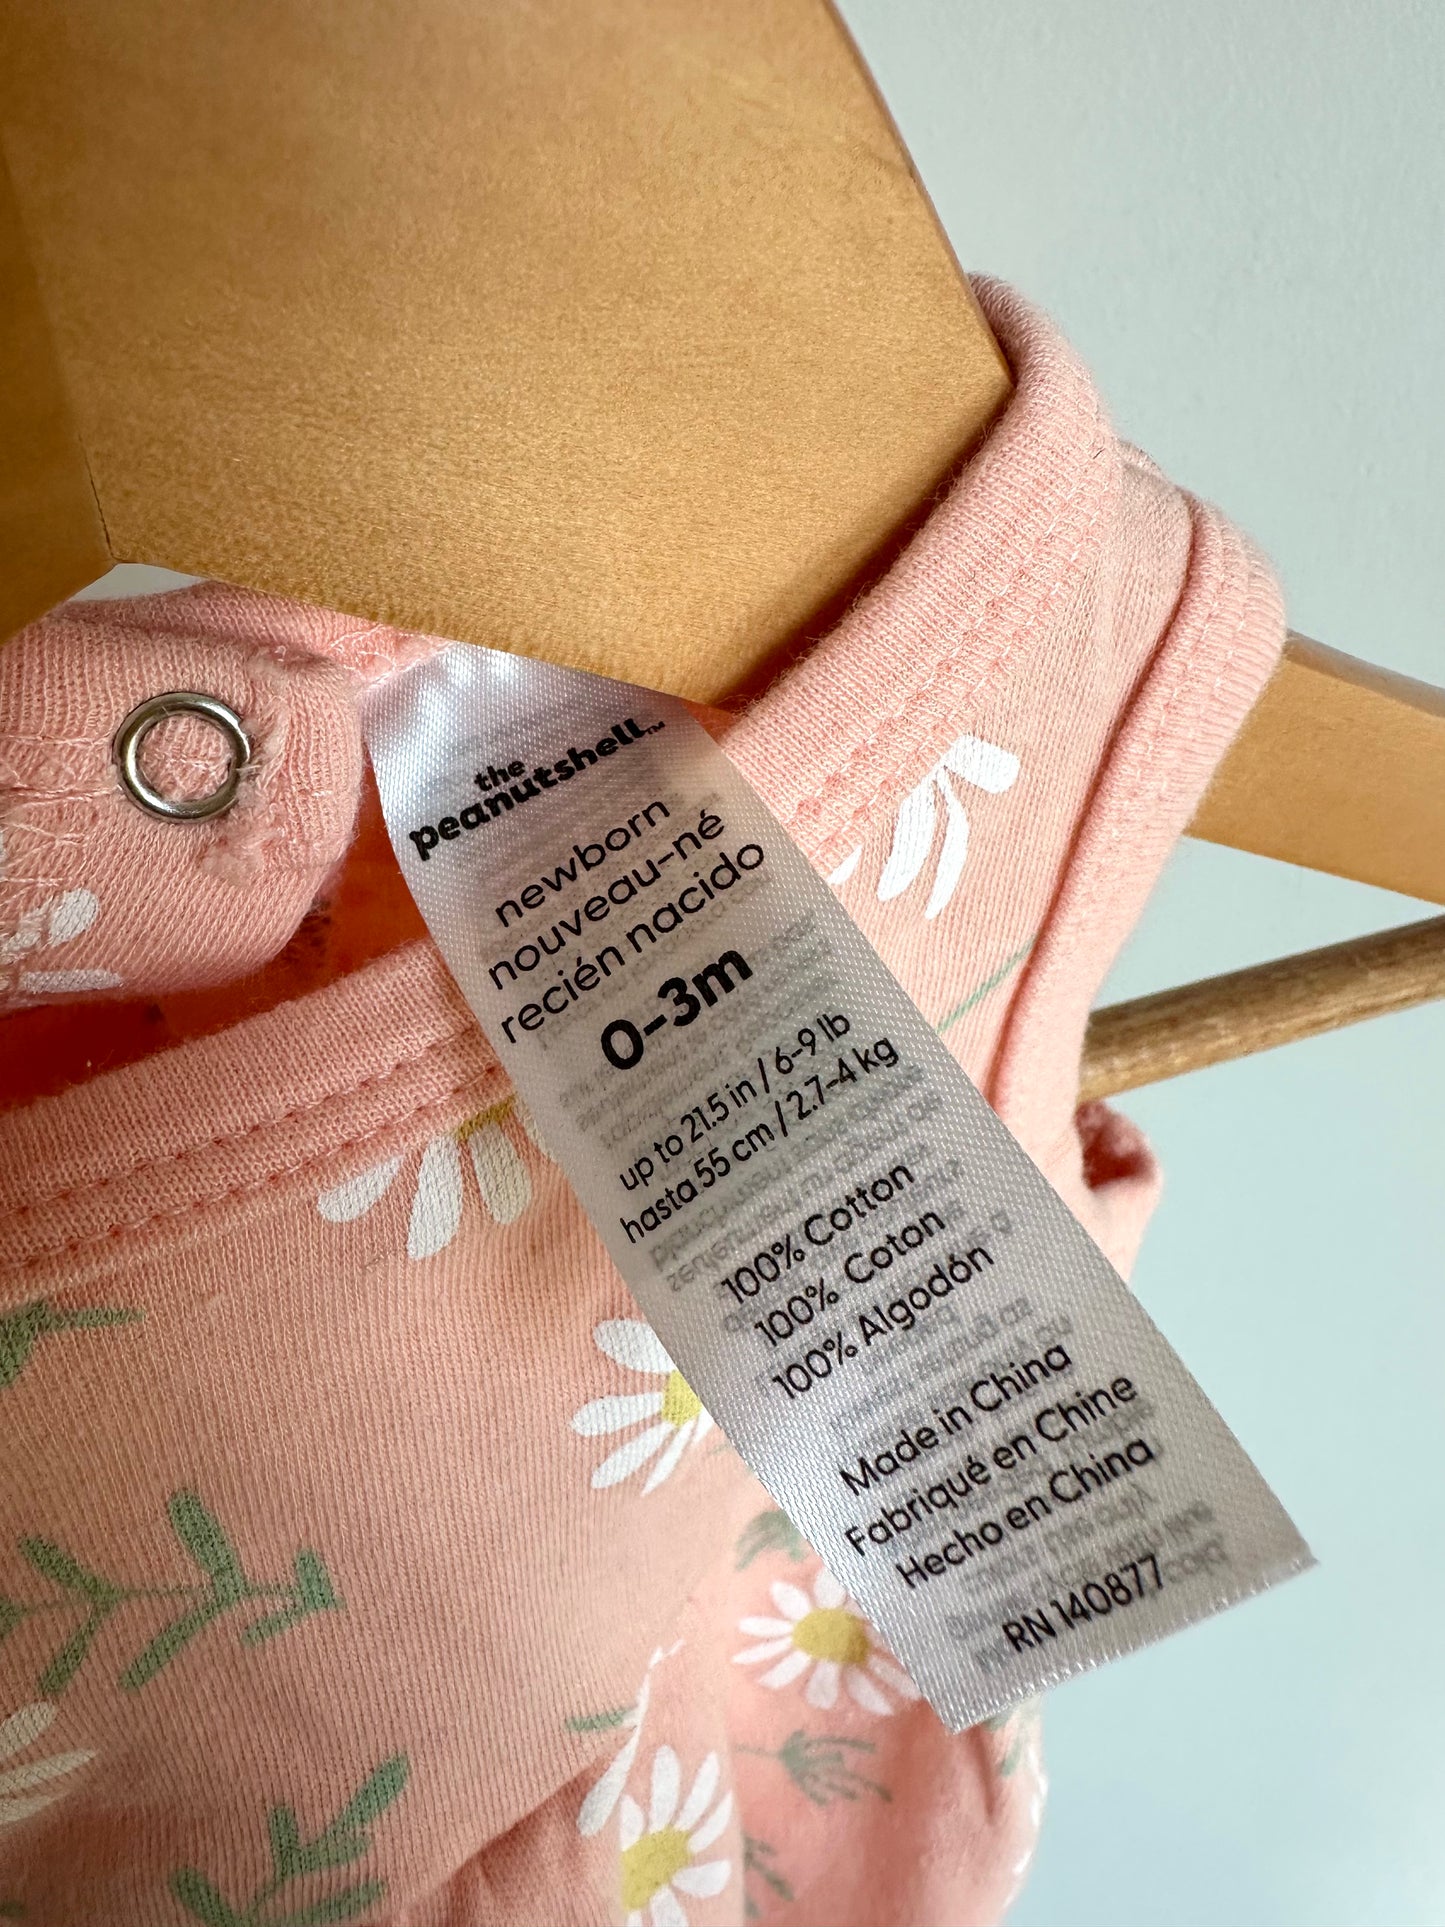 the
peanutshell™
newborn
nouveau-né
recién nacido
0-3m
up to 21.5 in / 6-9 lb
hasta 55 cm / 2.7-4 kg
100% Cotton
100% Coton
100% Algodón
Made in China
Fabriqué en Chine
Hecho en China
RN 140877